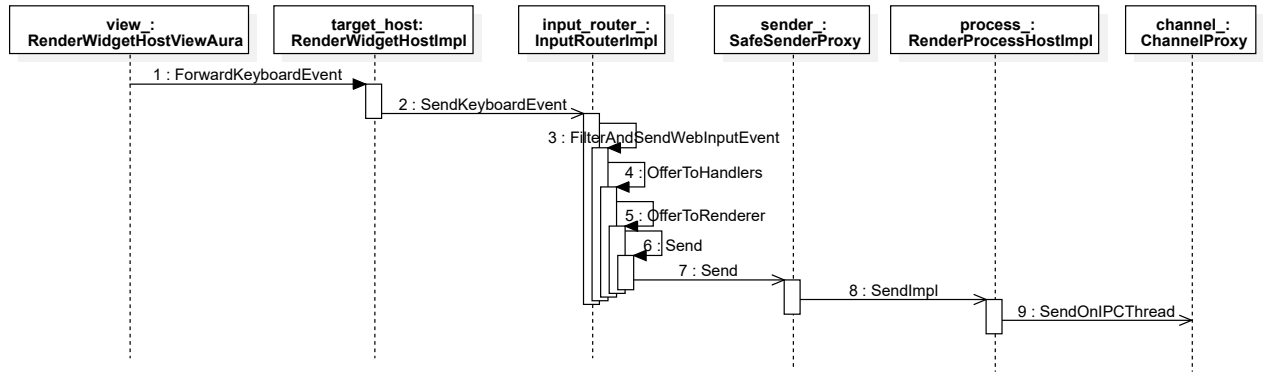 view_:
RenderWidgetHostViewAura
target_host:
RenderWidgetHostImpl
input_router_:
InputRouterImpl
sender_:
SafeSenderProxy
process_:
RenderProcessHostImpl
channel_:
ChannelProxy
1 : ForwardKeyboardEvent
2 : SendKeyboardEvent
3 : FilterAndSendWebInputEvent
4 : OfferToHandlers
5 : OfferToRenderer
6 : Send
7 : Send
8 : SendImpl
9 : SendOnIPCThread